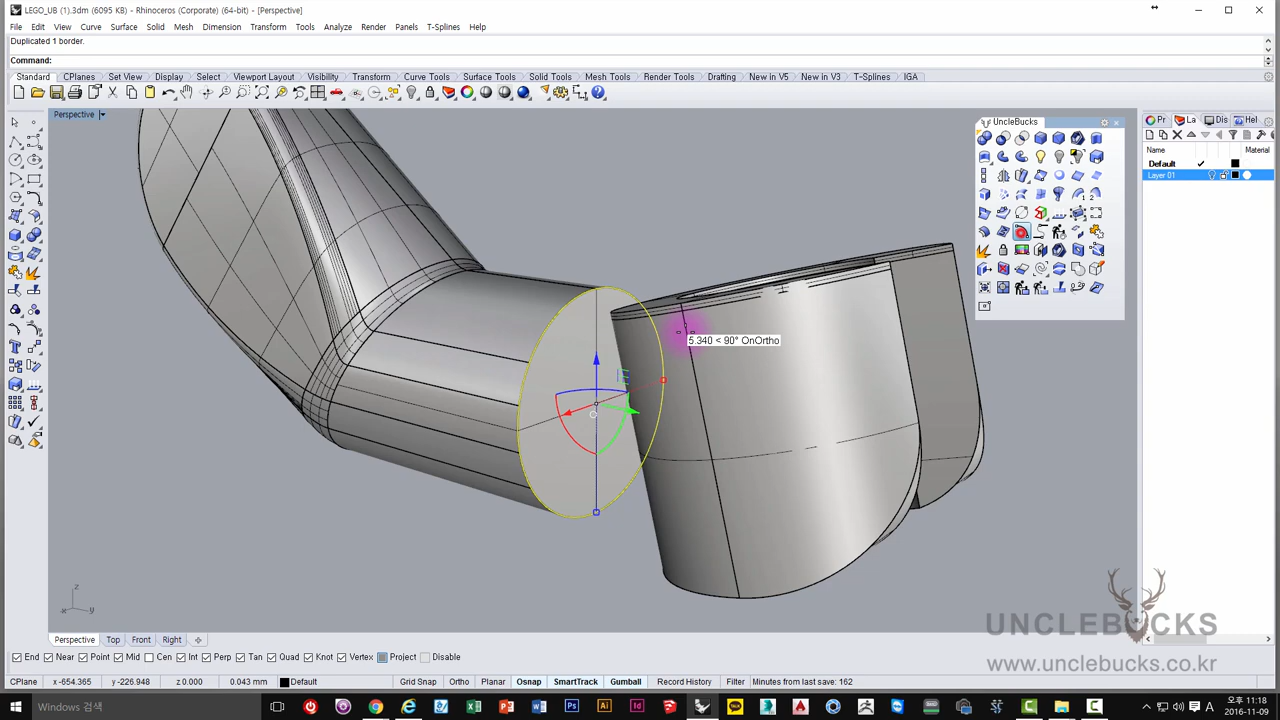 LEGO_UB (1).3dm (6095 KB) - Rhinoceros (Corporate) (64-bit) - [Perspective]
File Edit View Curve Surface Solid Mesh Dimension Transform Tools Analyze Render Panels T-Splines Help
Duplicated 1 border.
Command:
Standard CPlanes Set View Display Select Viewport Layout Visibility Transform Curve Tools Surface Tools Solid Tools Mesh Tools Render Tools Drafting New in V5 New in V3 T-Splines IGA
Perspective
UncleBucks
Pr La Dis Hel
Name Material
Default
Layer 01
5.340 < 90° OnOrtho
z
x y
UNCLEBUCKS
www.unclebucks.co.kr
Perspective Top Front Right
End Near Point Mid Cen Int Perp Tan Quad Knot Vertex Project Disable
CPlane x -654.365 y -226.948 z 0.000 0.043 mm Default Grid Snap Ortho Planar Osnap SmartTrack Gumball Record History Filter Minutes from last save: 162
Windows 검색
A 오후 11:18
2016-11-09